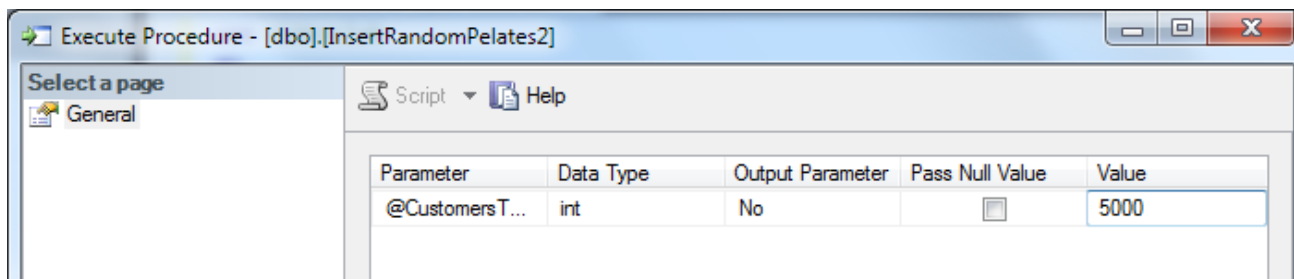 Execute Procedure - [dbo].[InsertRandomPelates2]
Select a page
General
Script Help
Parameter Data Type Output Parameter Pass Null Value Value
@CustomersT... int No 5000